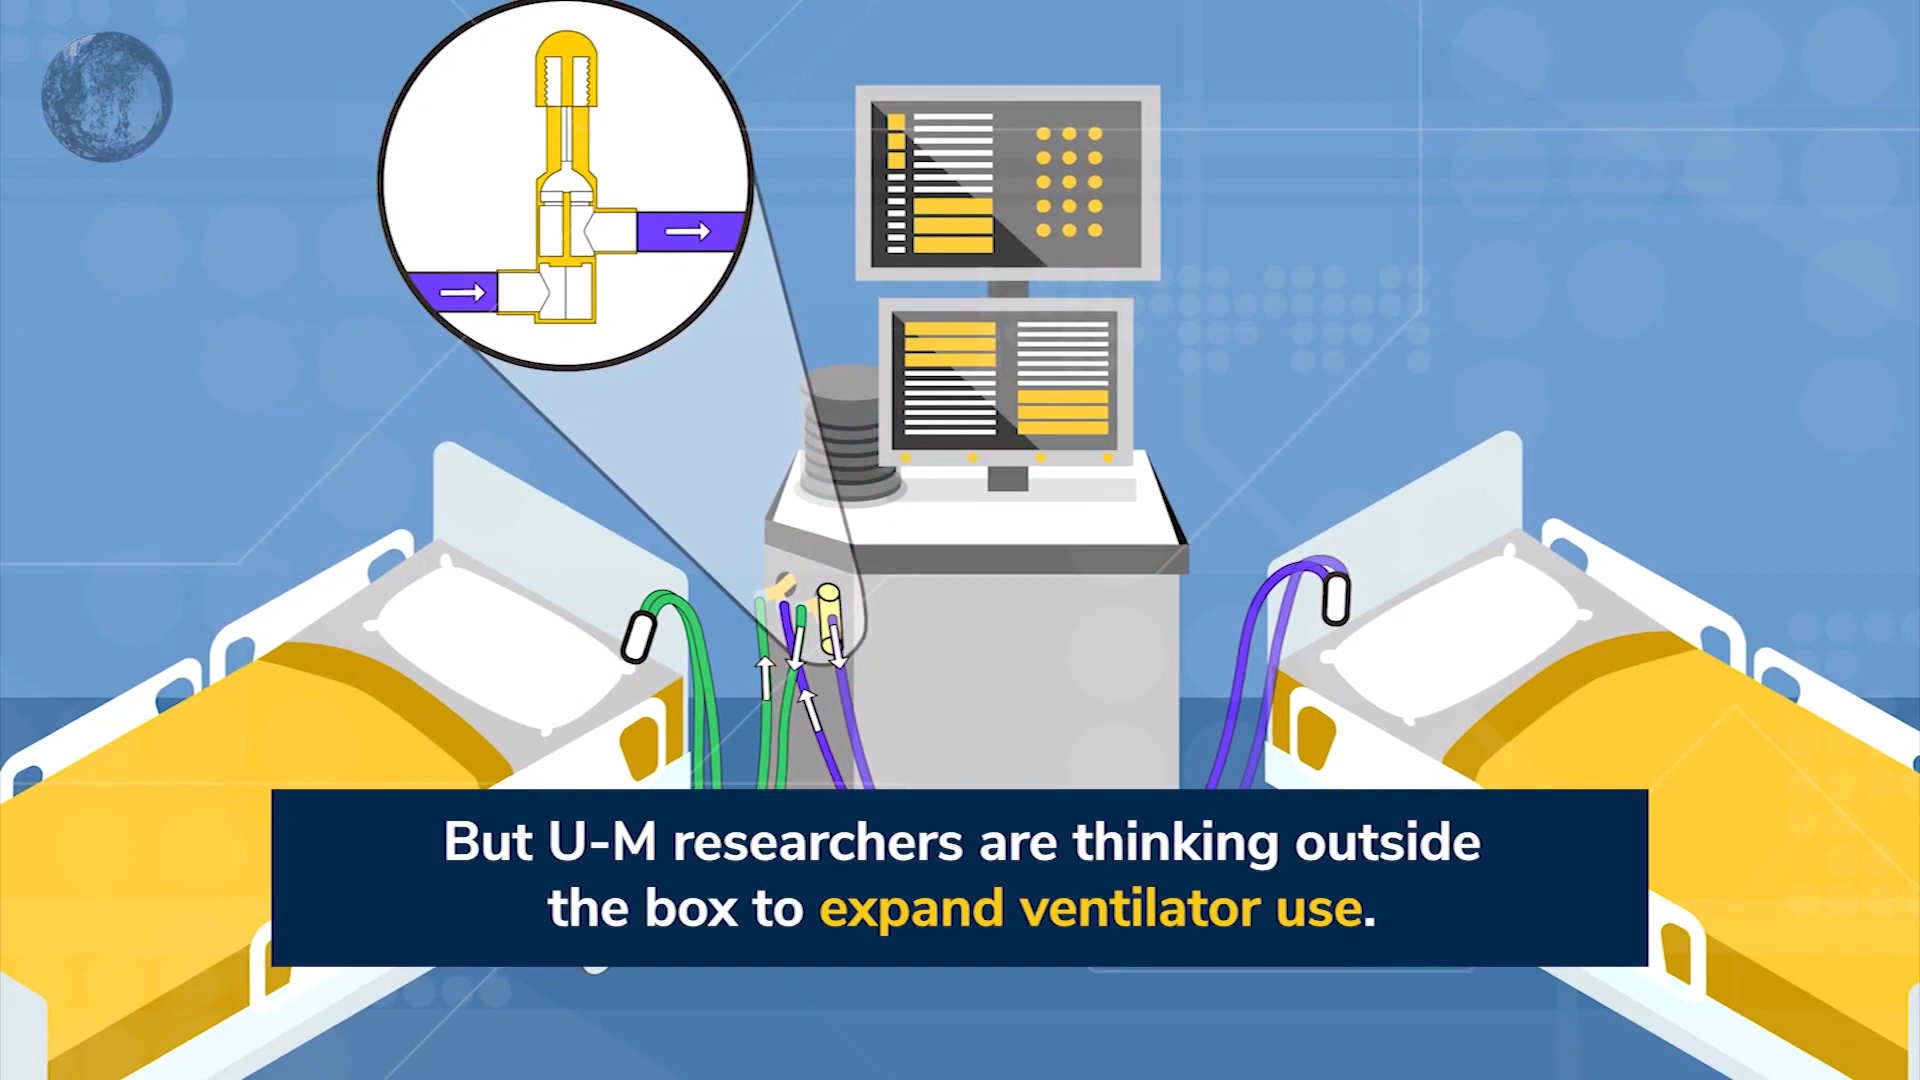 But U-M researchers are thinking outside
the box to expand ventilator use.